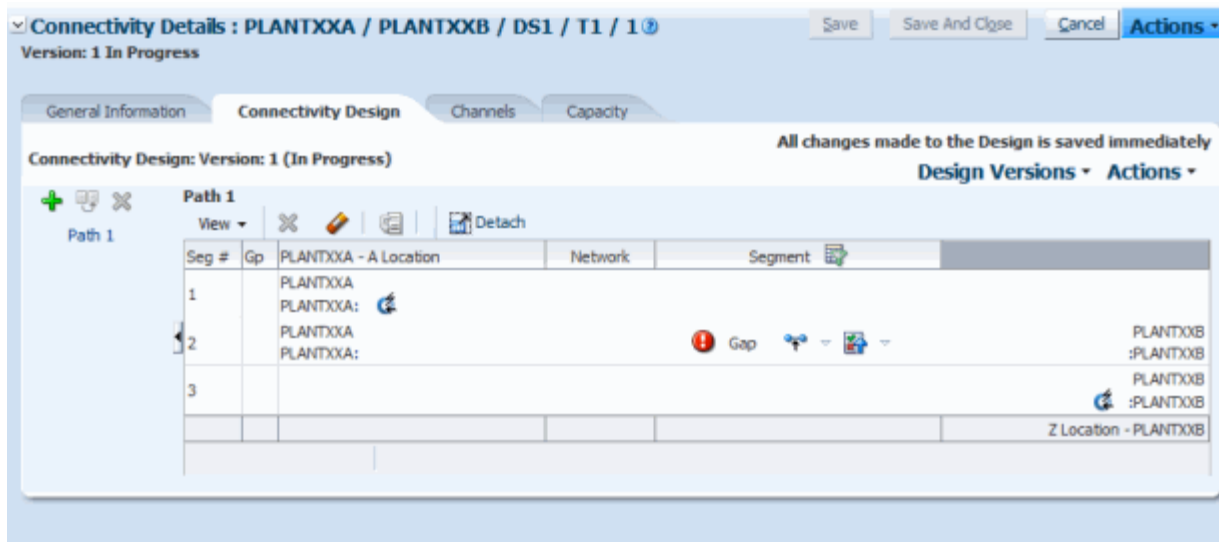 Connectivity Details : PLANTXXA / PLANTXXB / DS1 / T1 / 1
Save
Save And Close
Cancel
Actions
Version: 1 In Progress
General Information
Connectivity Design
Channels
Capacity
All changes made to the Design is saved immediately
Connectivity Design: Version: 1 (In Progress)
Design Versions
Actions
Path 1
Path 1
View
Detach
Seg # Gp PLANTXXA - A Location Network Segment
1 PLANTXXA
PLANTXXA:
2 PLANTXXA Gap PLANTXXB
PLANTXXA: :PLANTXXB
3 PLANTXXB
:PLANTXXB
Z Location - PLANTXXB